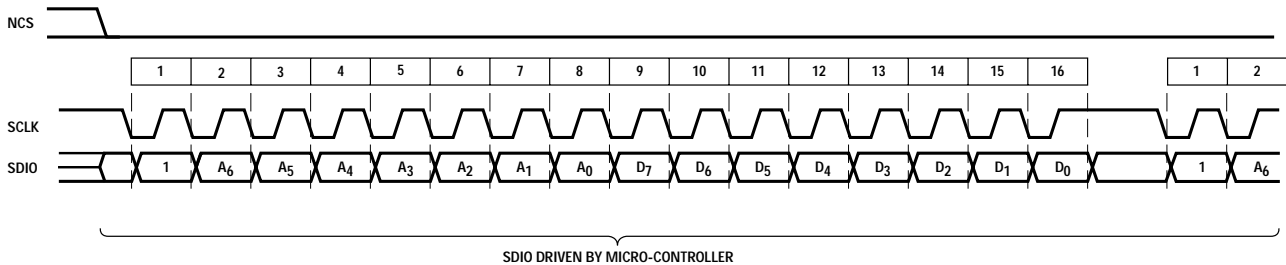 NCS
1 2 3 4 5 6 7 8 9 10 11 12 13 14 15 16 1 2
SCLK
SDIO 1 A6 A5 A4 A3 A2 A1 A0 D7 D6 D5 D4 D3 D2 D1 D0 1 A6
SDIO DRIVEN BY MICRO-CONTROLLER